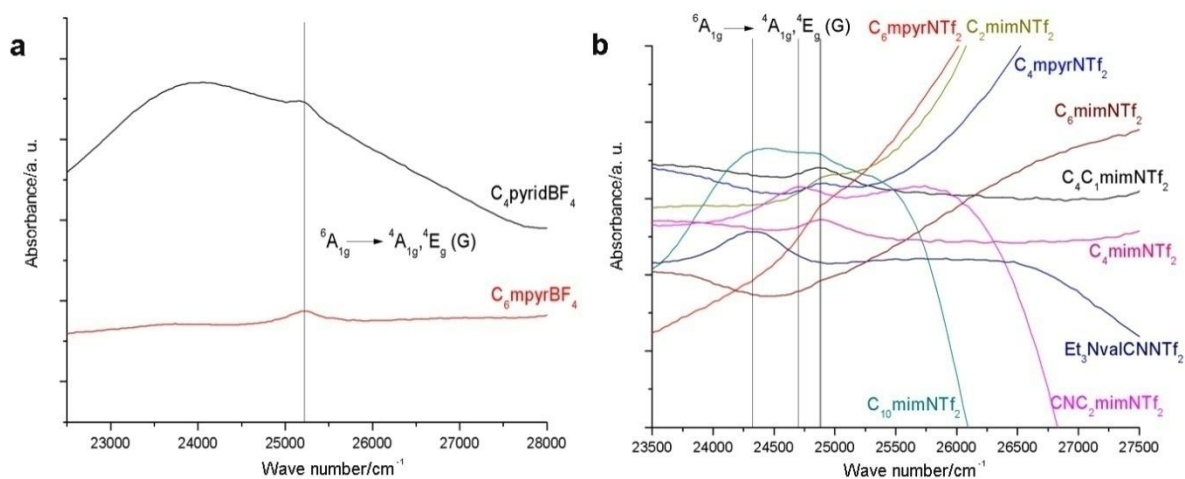 a
Absorbance/a. u.
C₄pyridBF₄
⁶A₁g → ⁴A₁g,⁴Eg (G)
C₆mpyrBF₄
23000 24000 25000 26000 27000 28000
Wave number/cm⁻¹
b
⁶A₁g → ⁴A₁g,⁴Eg (G)
C₆mpyrNTf₂
C₂mimNTf₂
C₄mpyrNTf₂
C₆mimNTf₂
C₄C₁mimNTf₂
C₄mimNTf₂
Et₃NvalCNNTf₂
C₁₀mimNTf₂
CNC₂mimNTf₂
Absorbance/a. u.
23500 24000 24500 25000 25500 26000 26500 27000 27500
Wave number/cm⁻¹